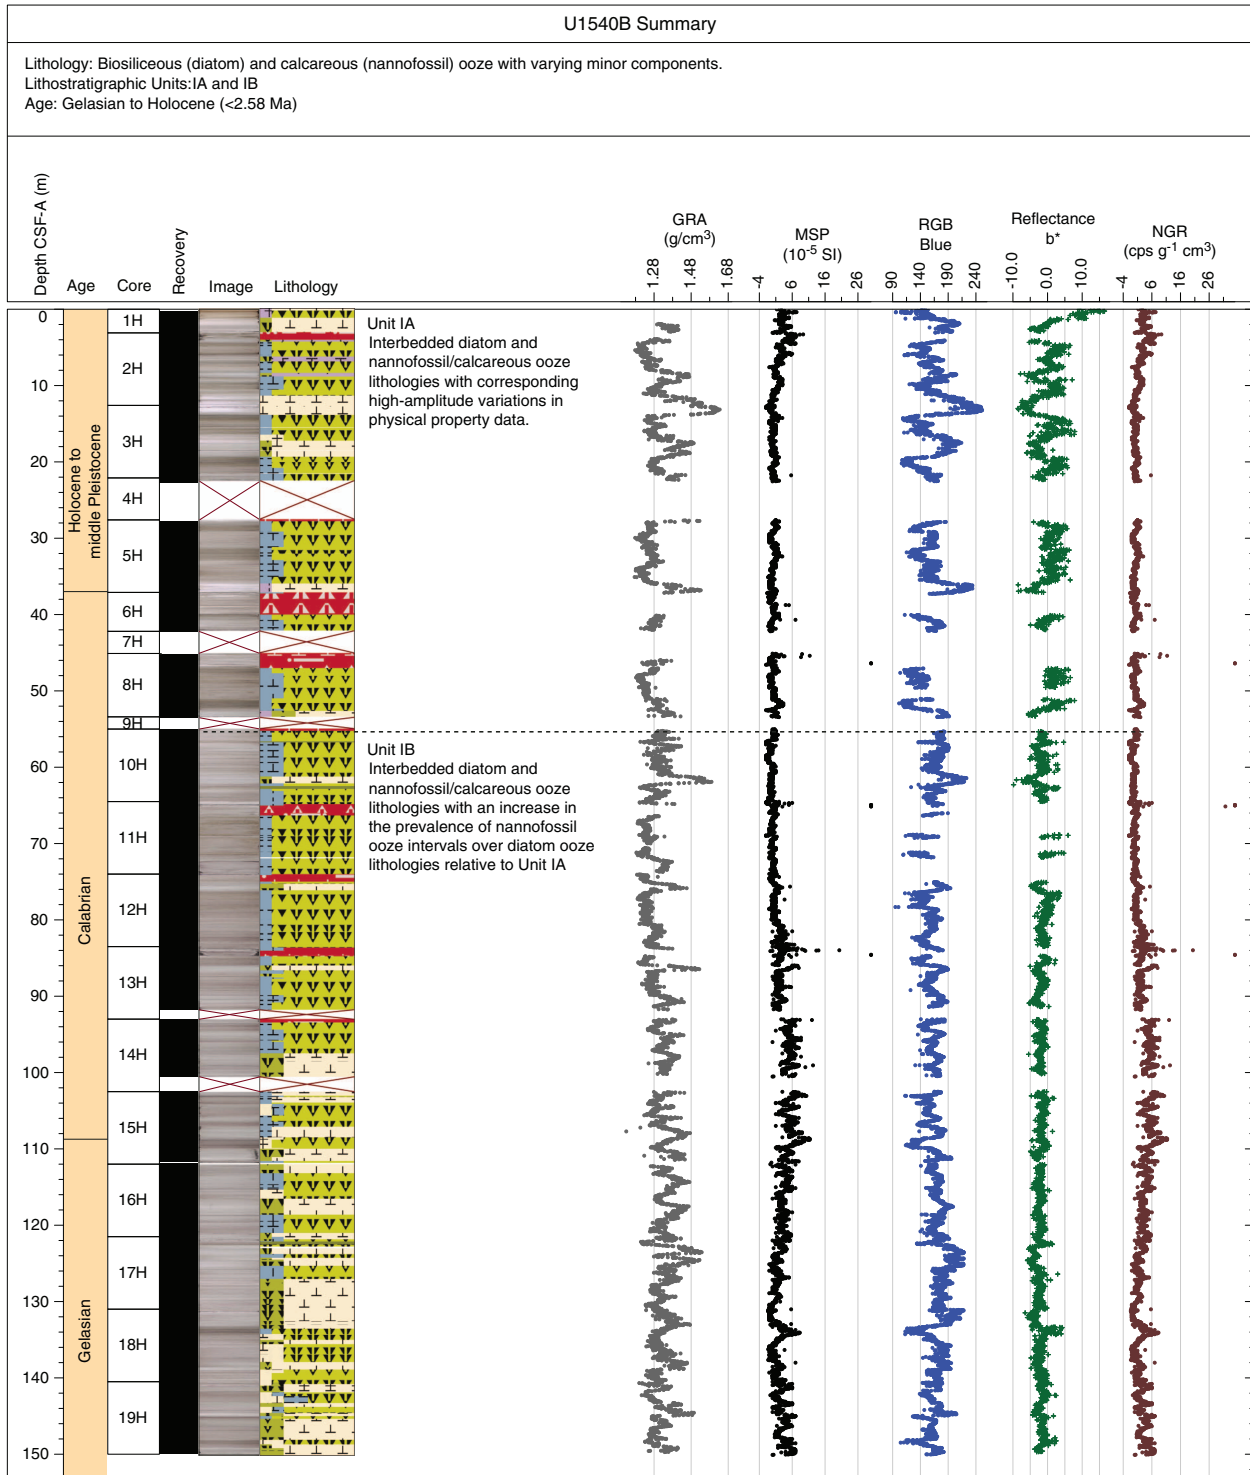 U1540B Summary
Lithology: Biosiliceous (diatom) and calcareous (nannofossil) ooze with varying minor components.
Lithostratigraphic Units:IA and IB
Age: Gelasian to Holocene (<2.58 Ma)
Depth CSF-A (m)
Age
Core
Recovery
Image
Lithology
GRA
(g/cm³)
1.28 1.48 1.68
MSP
(10⁻⁵ SI)
-4 6 16 26
RGB
Blue
90 140 190 240
Reflectance
b*
-10.0 0.0 10.0
NGR
(cps g⁻¹ cm³)
-4 6 16 26
0
10
20
30
40
50
60
70
80
90
100
110
120
130
140
150
Holocene to
middle Pleistocene
Calabrian
Gelasian
1H
2H
3H
4H
5H
6H
7H
8H
9H
10H
11H
12H
13H
14H
15H
16H
17H
18H
19H
Unit IA
Interbedded diatom and
nannofossil/calcareous ooze
lithologies with corresponding
high-amplitude variations in
physical property data.
Unit IB
Interbedded diatom and
nannofossil/calcareous ooze
lithologies with an increase in
the prevalence of nannofossil
ooze intervals over diatom ooze
lithologies relative to Unit IA